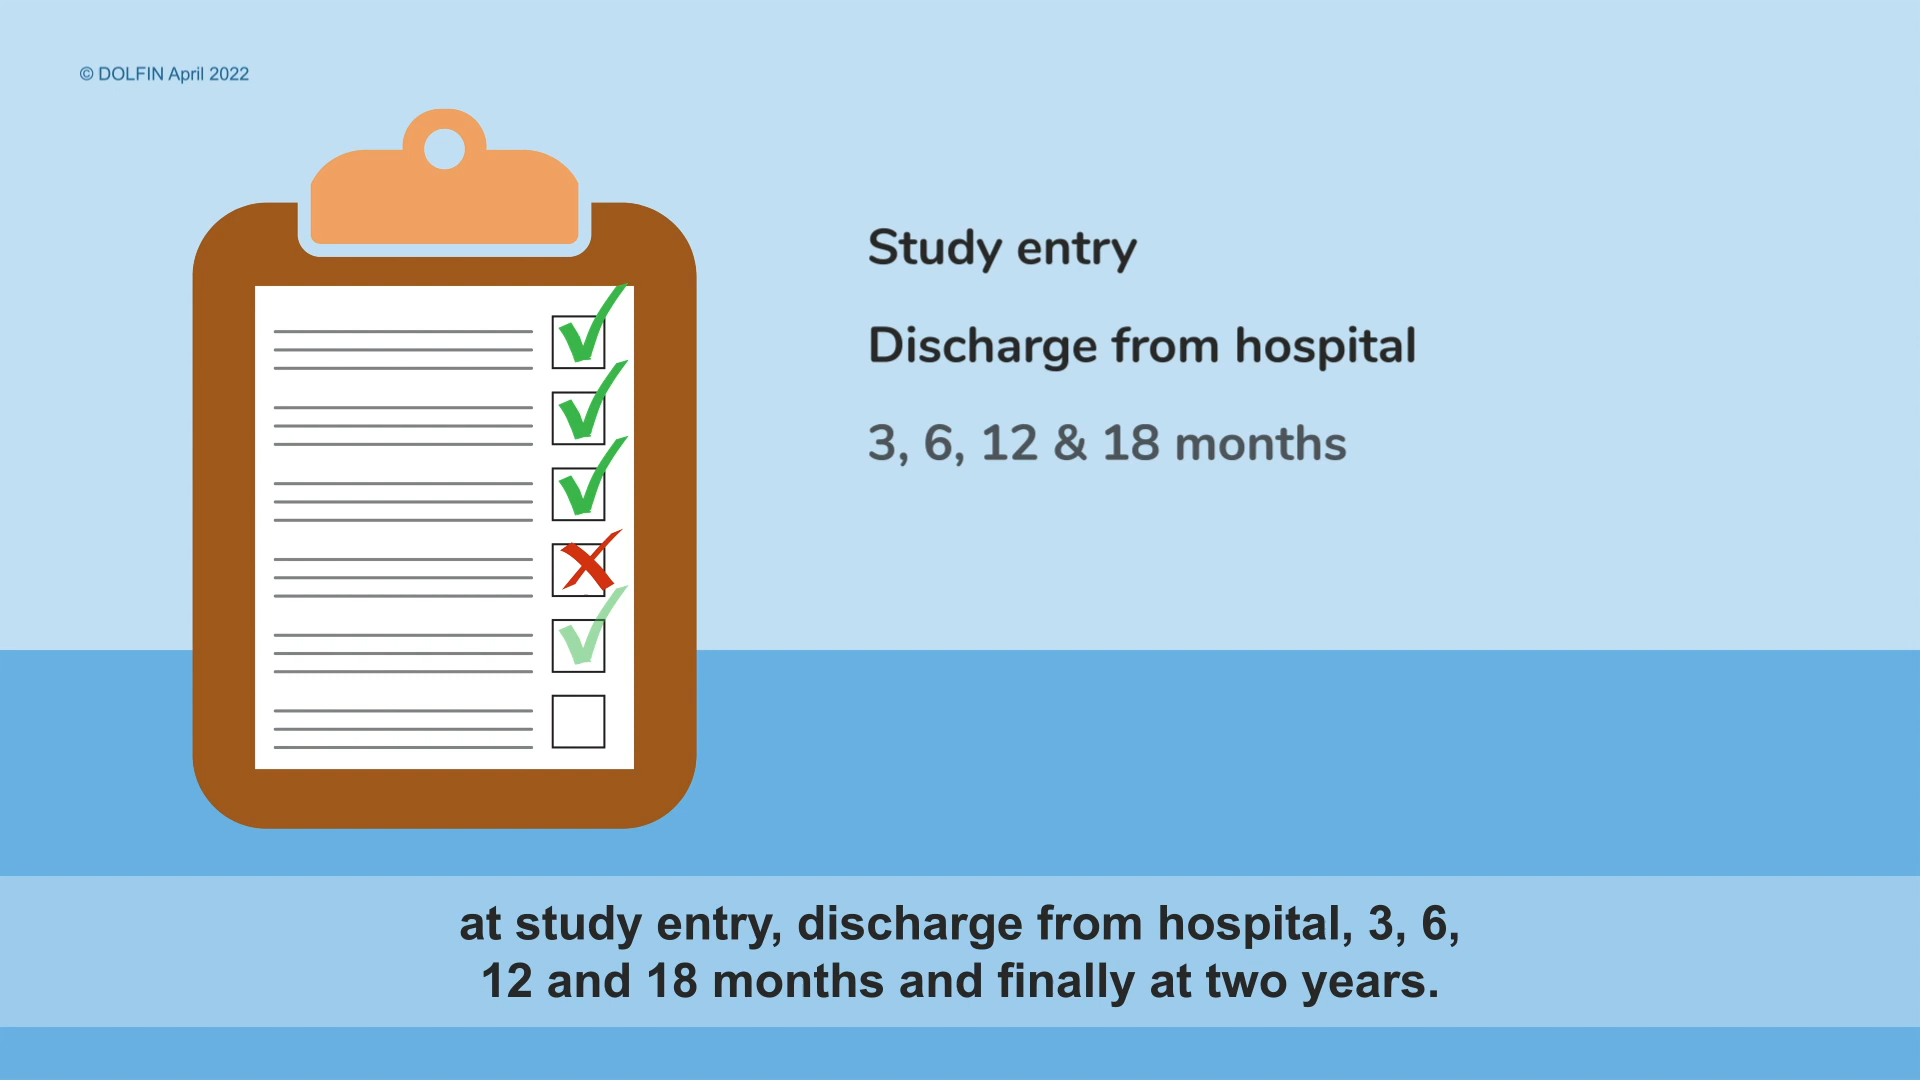 © DOLFIN April 2022
Study entry
Discharge from hospital
3, 6, 12 & 18 months
at study entry, discharge from hospital, 3, 6,
12 and 18 months and finally at two years.